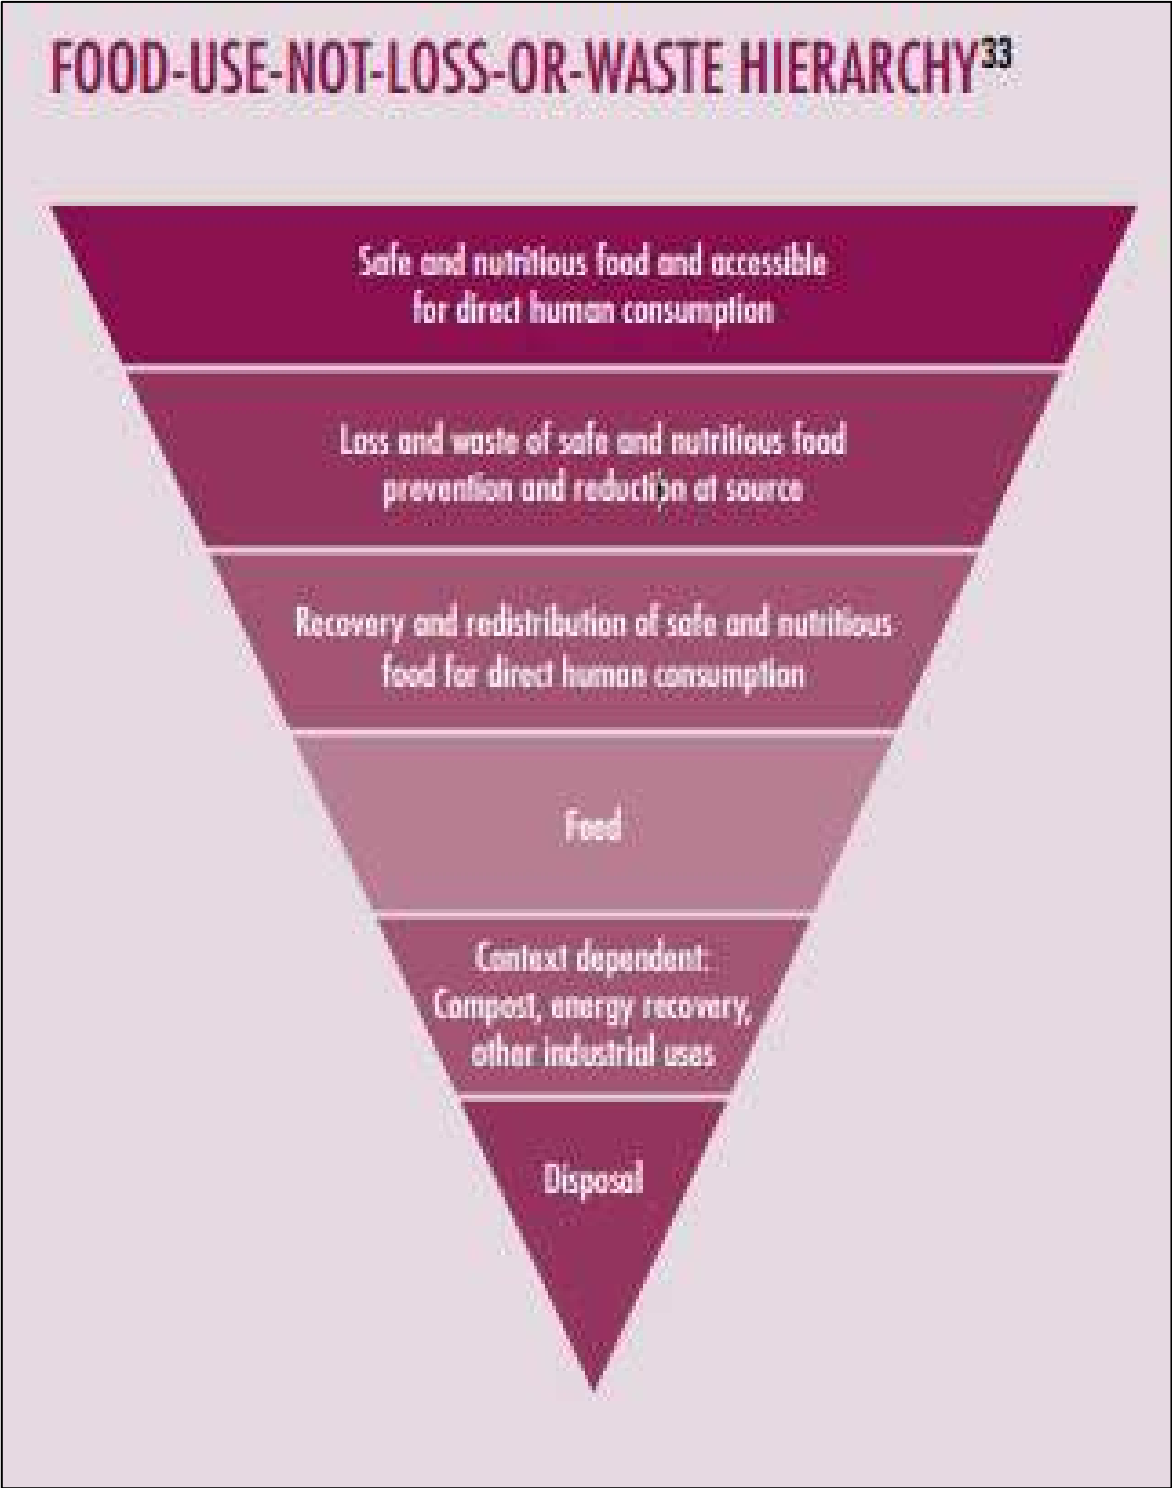 FOOD-USE-NOT-LOSS-OR-WASTE HIERARCHY33
Safe and nutritious food and accessible
for direct human consumption
Loss and waste of safe and nutritious food
prevention and reduction at source
Recovery and redistribution of safe and nutritious
food for direct human consumption
Feed
Context dependent:
Compost, energy recovery,
other industrial uses
Disposal